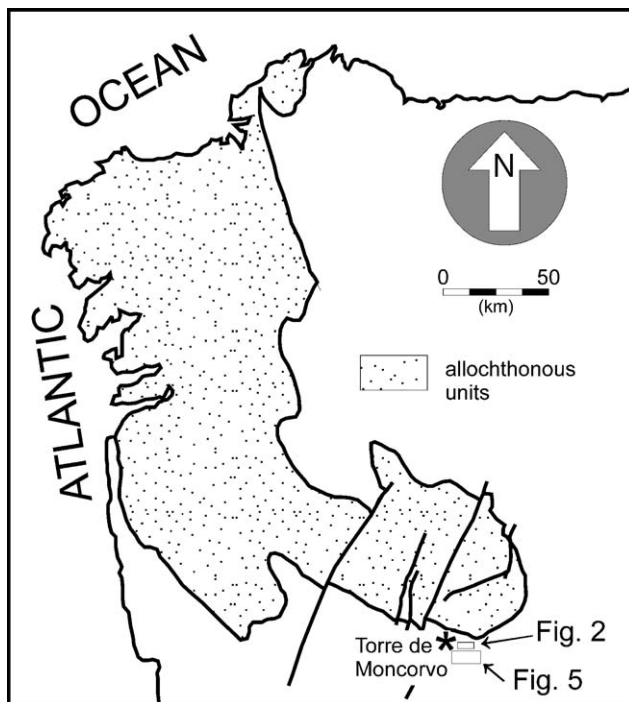 ATLANTIC
OCEAN
N
0 50
(km)
allochthonous
units
Torre de
Moncorvo
*
Fig. 2
Fig. 5